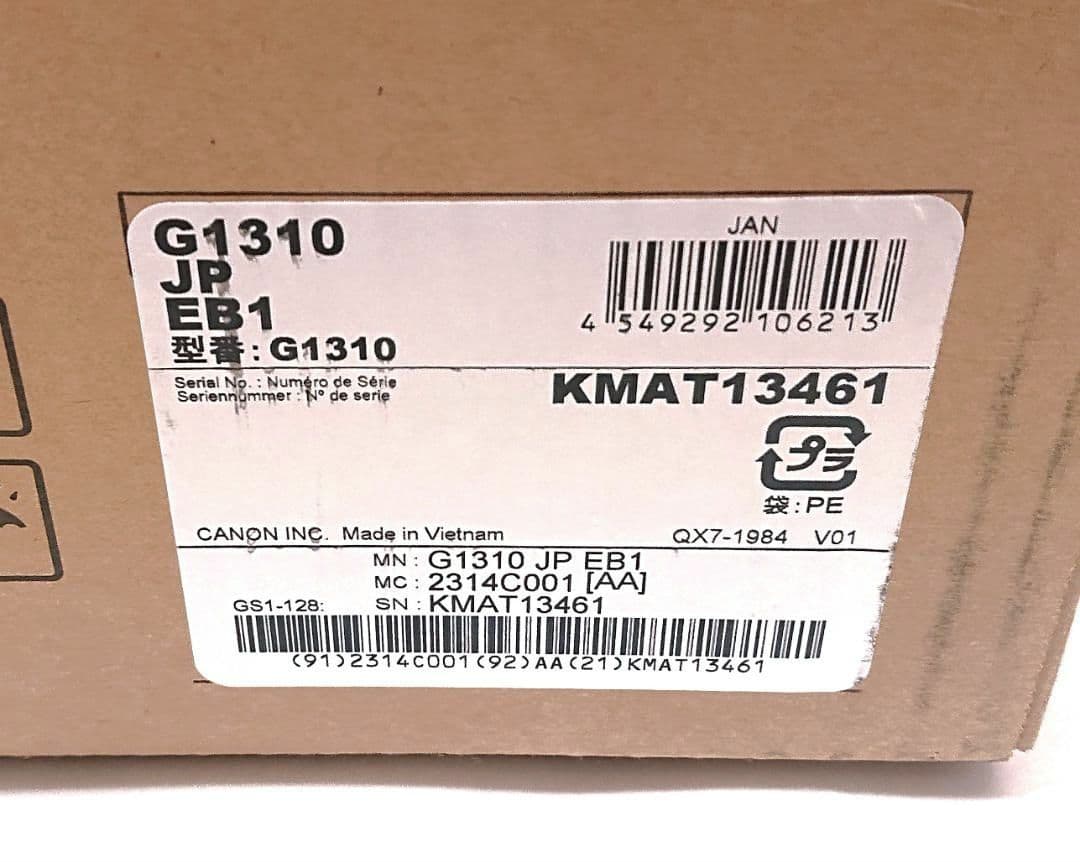 G1310
JP
EB1
型番:G1310
JAN
4 549292 106213
Serial No. : Numéro de Série
Seriennummer : N° de serie
KMAT13461
プラ
袋:PE
CANON INC. Made in Vietnam
QX7-1984 V01
MN : G1310 JP EB1
MC : 2314C001 [AA]
GS1-128: SN : KMAT13461
(91)2314C001(92)AA(21)KMAT13461